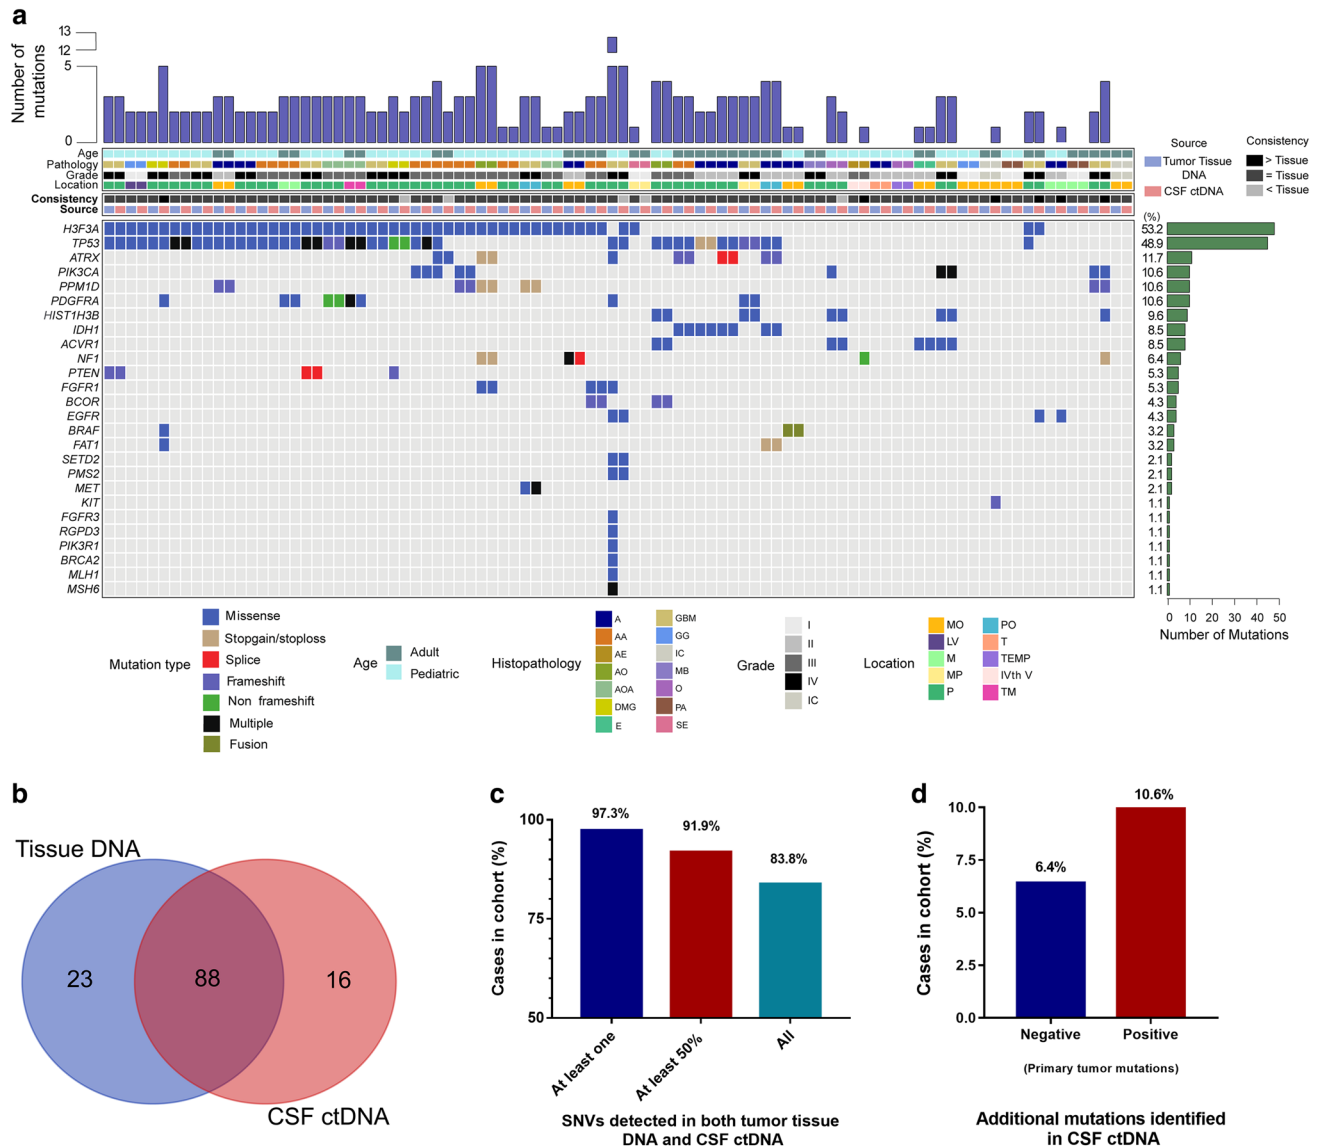 a
Number of
mutations
13
12
5
0
Age
Pathology
Grade
Location
Consistency
Source
Source
Tumor Tissue
DNA
CSF ctDNA
Consistency
> Tissue
= Tissue
< Tissue
(%)
H3F3A 53.2
TP53 48.9
ATRX 11.7
PIK3CA 10.6
PPM1D 10.6
PDGFRA 10.6
HIST1H3B 9.6
IDH1 8.5
ACVR1 8.5
NF1 6.4
PTEN 5.3
FGFR1 5.3
BCOR 4.3
EGFR 4.3
BRAF 3.2
FAT1 3.2
SETD2 2.1
PMS2 2.1
MET 2.1
KIT 1.1
FGFR3 1.1
RGPD3 1.1
PIK3R1 1.1
BRCA2 1.1
MLH1 1.1
MSH6 1.1
0 10 20 30 40 50
Number of Mutations
Mutation type
Missense
Stopgain/stoploss
Splice
Frameshift
Non frameshift
Multiple
Fusion
Age
Adult
Pediatric
Histopathology
A
AA
AE
AO
AOA
DMG
E
GBM
GG
IC
MB
O
PA
SE
Grade
I
II
III
IV
IC
Location
MO
LV
M
MP
P
PO
T
TEMP
IVth V
TM
b
Tissue DNA
23
88
16
CSF ctDNA
c
Cases in cohort (%)
100
75
50
97.3%
91.9%
83.8%
At least one
At least 50%
All
SNVs detected in both tumor tissue
DNA and CSF ctDNA
d
Cases in cohort (%)
10.0
7.5
5.0
2.5
0.0
6.4%
10.6%
Negative
Positive
(Primary tumor mutations)
Additional mutations identified
in CSF ctDNA